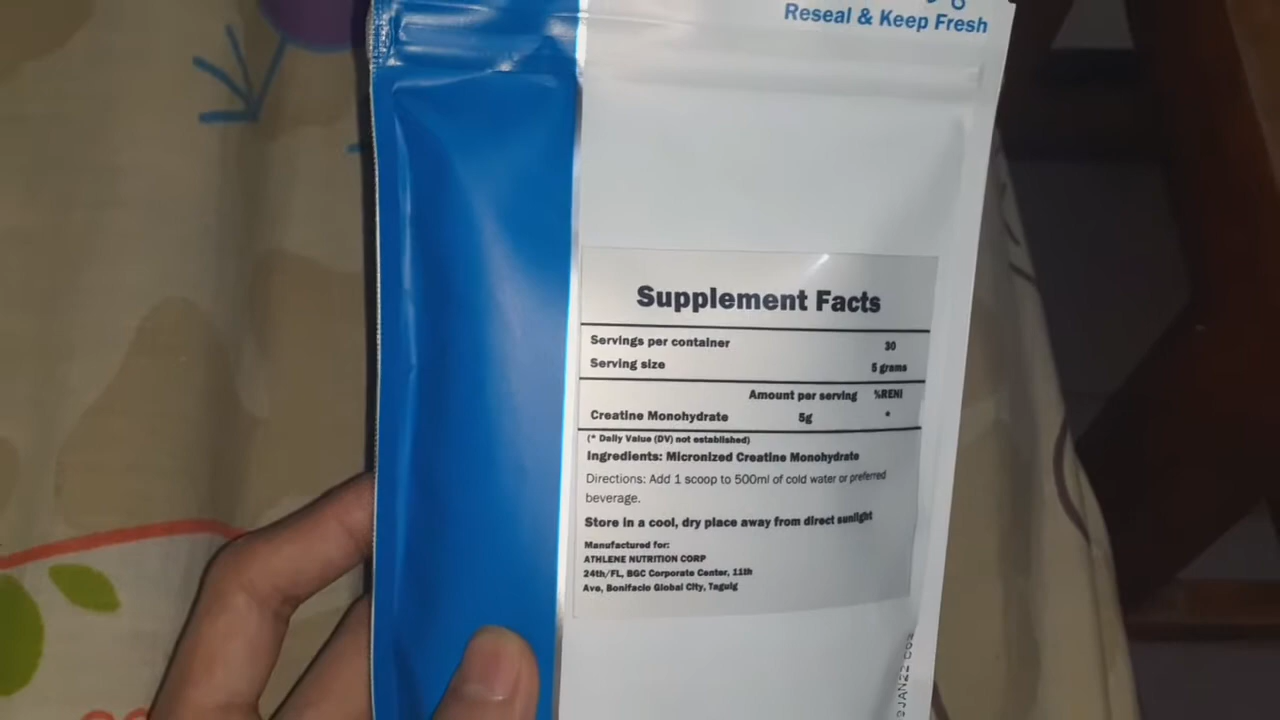 Reseal & Keep Fresh
Supplement Facts
Servings per container 30
Serving size 5 grams
Amount per serving %RENI
Creatine Monohydrate 5g *
(* Daily Value (DV) not established)
Ingredients: Micronized Creatine Monohydrate
Directions: Add 1 scoop to 500ml of cold water or preferred
beverage.
Store in a cool, dry place away from direct sunlight
Manufactured for:
ATHLENE NUTRITION CORP
24th/FL, BGC Corporate Center, 11th
Ave, Bonifacio Global City, Taguig